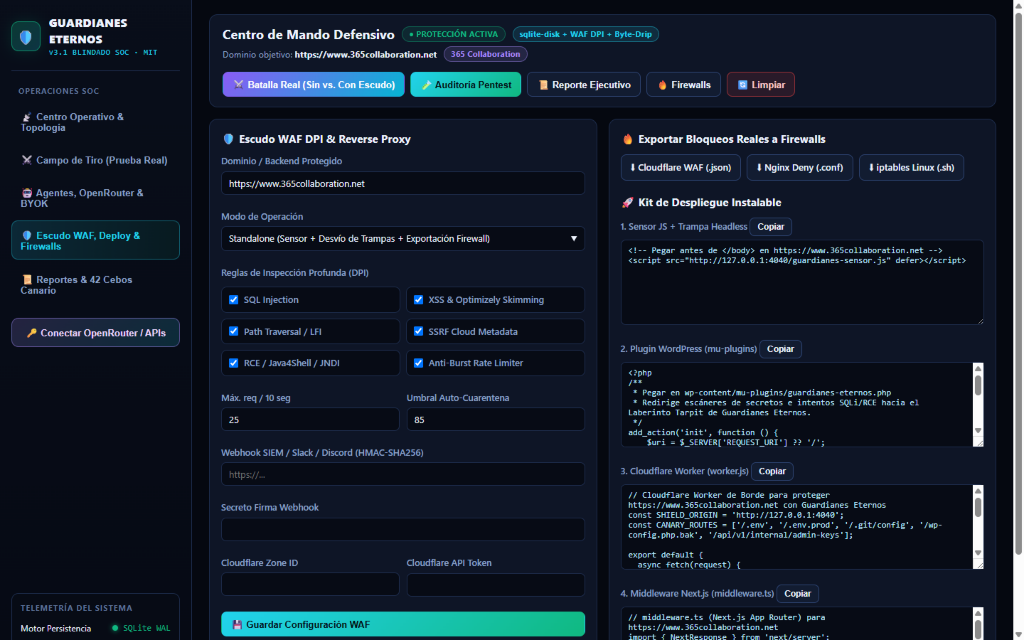 GUARDIANES
ETERNOS
v3.1 BLINDADO SOC · MIT
OPERACIONES SOC
Centro Operativo &
Topología
Campo de Tiro (Prueba Real)
Agentes, OpenRouter &
BYOK
Escudo WAF, Deploy &
Firewalls
Reportes & 42 Cebos
Canario
Conectar OpenRouter / APIs
TELEMETRÍA DEL SISTEMA
Motor Persistencia
SQLite WAL
Centro de Mando Defensivo
PROTECCIÓN ACTIVA
sqlite-disk + WAF DPI + Byte-Drip
Dominio objetivo: https://www.365collaboration.net
365 Collaboration
Batalla Real (Sin vs. Con Escudo)
Auditoria Pentest
Reporte Ejecutivo
Firewalls
Limpiar
Escudo WAF DPI & Reverse Proxy
Dominio / Backend Protegido
https://www.365collaboration.net
Modo de Operación
Standalone (Sensor + Desvío de Trampas + Exportación Firewall)
Reglas de Inspección Profunda (DPI)
SQL Injection
XSS & Optimizely Skimming
Path Traversal / LFI
SSRF Cloud Metadata
RCE / Java4Shell / JNDI
Anti-Burst Rate Limiter
Máx. req / 10 seg
Umbral Auto-Cuarentena
25
85
Webhook SIEM / Slack / Discord (HMAC-SHA256)
https://...
Secreto Firma Webhook
Cloudflare Zone ID
Cloudflare API Token
Guardar Configuración WAF
Exportar Bloqueos Reales a Firewalls
⬇ Cloudflare WAF (.json)
⬇ Nginx Deny (.conf)
⬇ iptables Linux (.sh)
Kit de Despliegue Instalable
1. Sensor JS + Trampa Headless
Copiar
<!-- Pegar antes de </body> en https://www.365collaboration.net -->
<script src="http://127.0.0.1:4040/guardianes-sensor.js" defer></script>
2. Plugin WordPress (mu-plugins)
Copiar
<?php
/**
* Pegar en wp-content/mu-plugins/guardianes-eternos.php
* Redirige escáneres de secretos e intentos SQLi/RCE hacia el
Laberinto Tarpit de Guardianes Eternos.
*/
add_action('init', function () {
$uri = $_SERVER['REQUEST_URI'] ?? '/';
3. Cloudflare Worker (worker.js)
Copiar
// Cloudflare Worker de Borde para proteger
https://www.365collaboration.net con Guardianes Eternos
const SHIELD_ORIGIN = 'http://127.0.0.1:4040';
const CANARY_ROUTES = ['/.env', '/.env.prod', '/.git/config', '/wp-
config.php.bak', '/api/v1/internal/admin-keys'];
export default {
async fetch(request) {
4. Middleware Next.js (middleware.ts)
Copiar
// middleware.ts (Next.js App Router) para
https://www.365collaboration.net
import { NextResponse } from 'next/server';